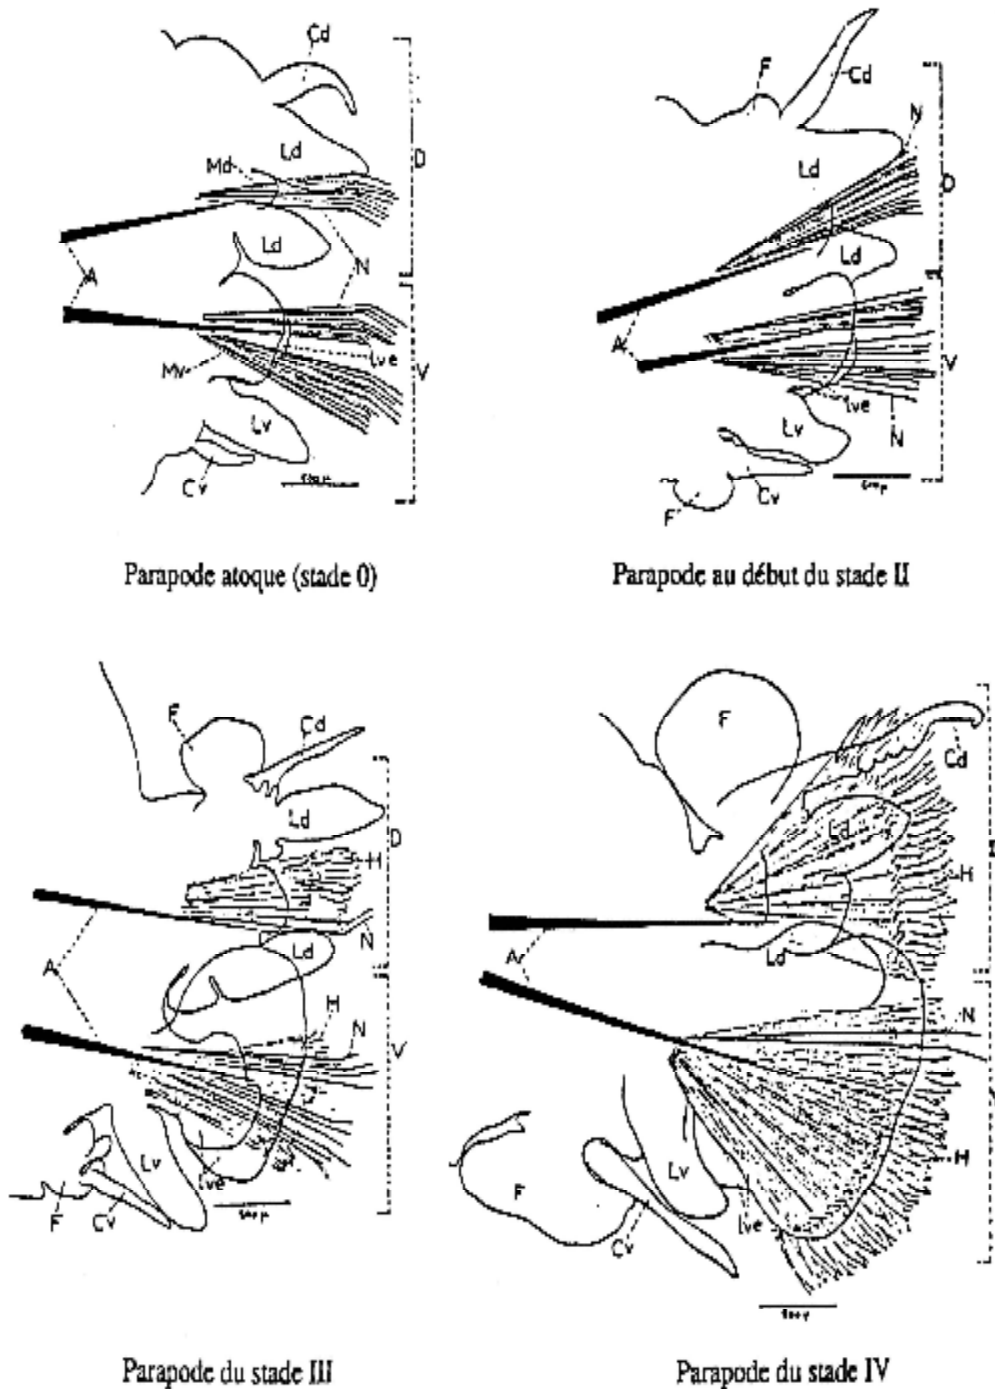 Cd
Ld
Md
D
Ld
A
N
Mv
lve
V
Lv
Cv
Parapode atoque (stade 0)
F
Cd
N
Ld
D
Ld
A
V
lve
Lv
N
Cv
F
Parapode au début du stade II
F
Cd
Ld
D
H
N
Ld
A
H
N
V
Lv
lve
F
Cv
Parapode du stade III
F
Cd
Ld
H
Ld
A
N
H
Lv
F
lve
Cv
Parapode du stade IV